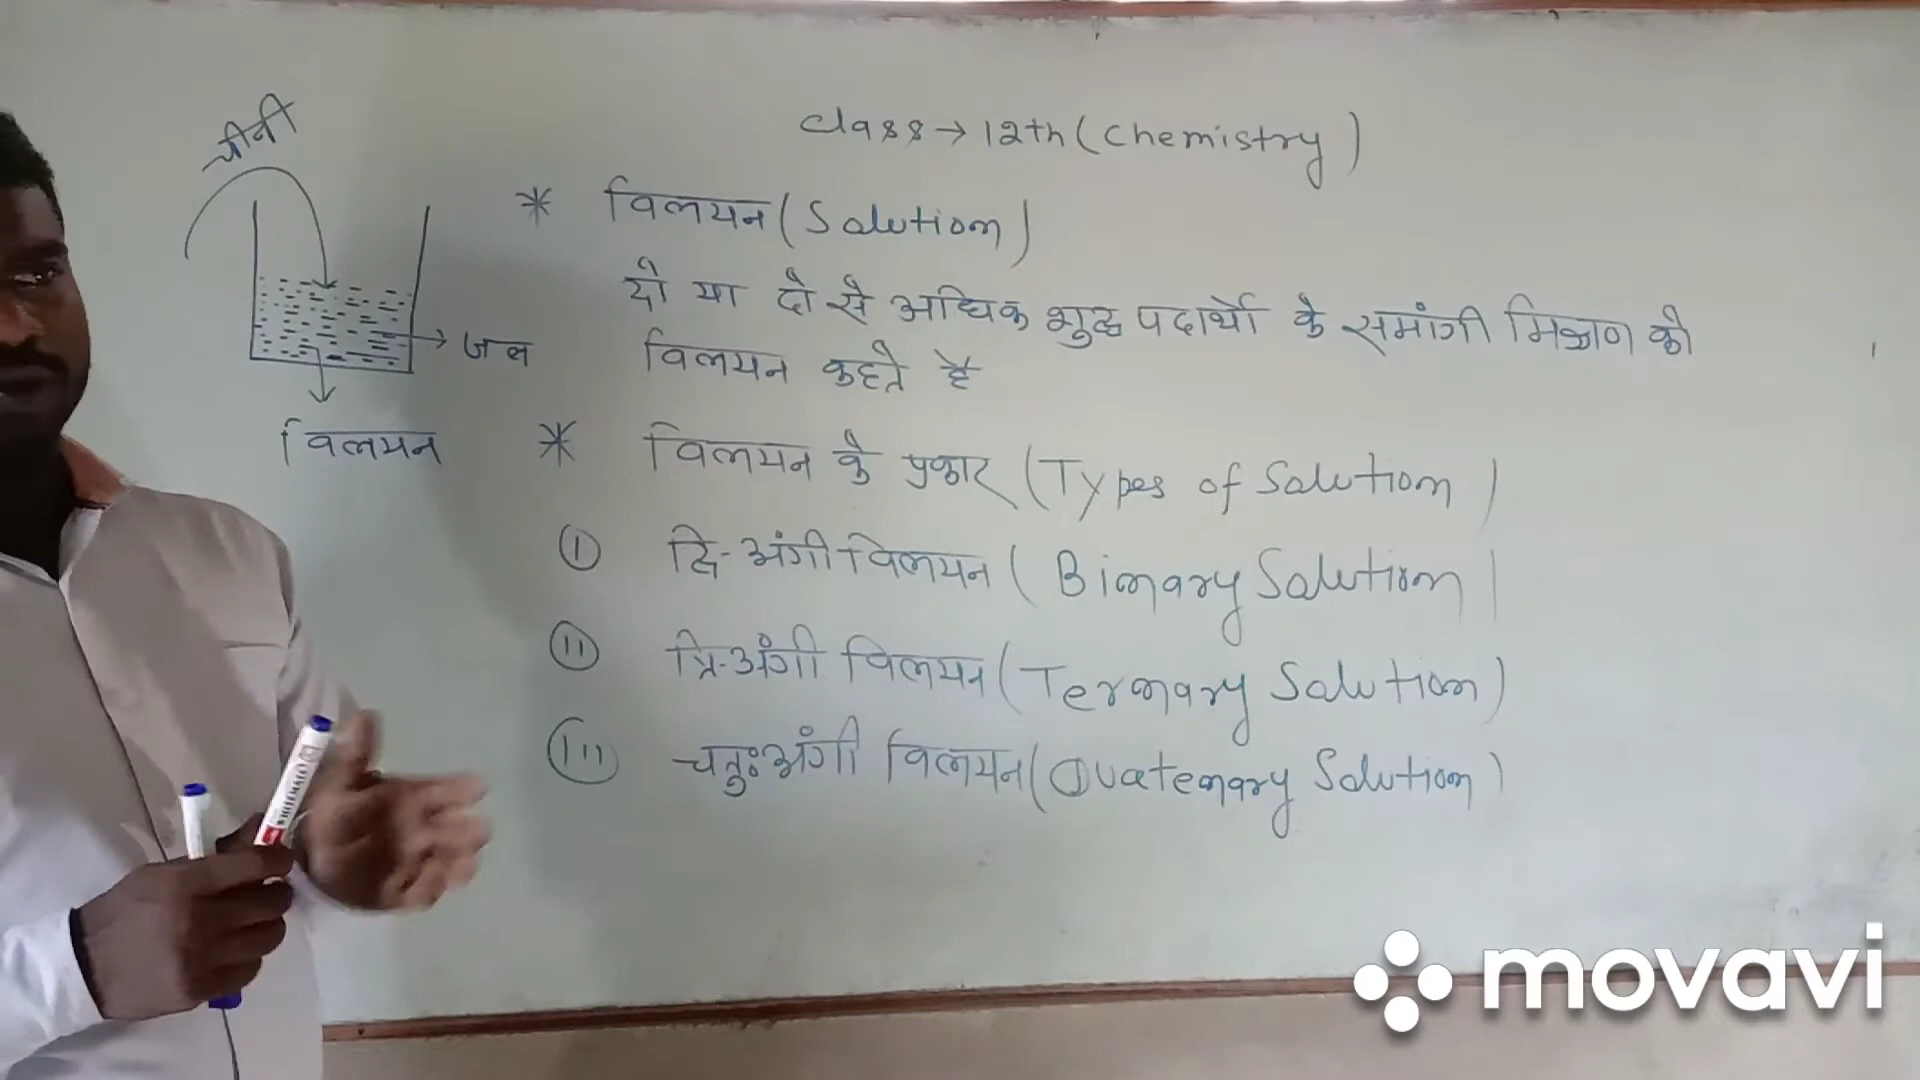 class → 12th (Chemistry)
चीनी
* विलयन (Solution)
दो या दो से अधिक शुद्ध पदार्थो के समांगी मिश्रण को
जल
विलयन कहते है
विलयन
* विलयन के प्रकार (Types of Solution)
(I) द्वि-अंगी विलयन (Binary Solution)
(II) त्रि-अंगी विलयन (Ternary Solution)
(III) चतुःअंगी विलयन (Quatenary Solution)
movavi